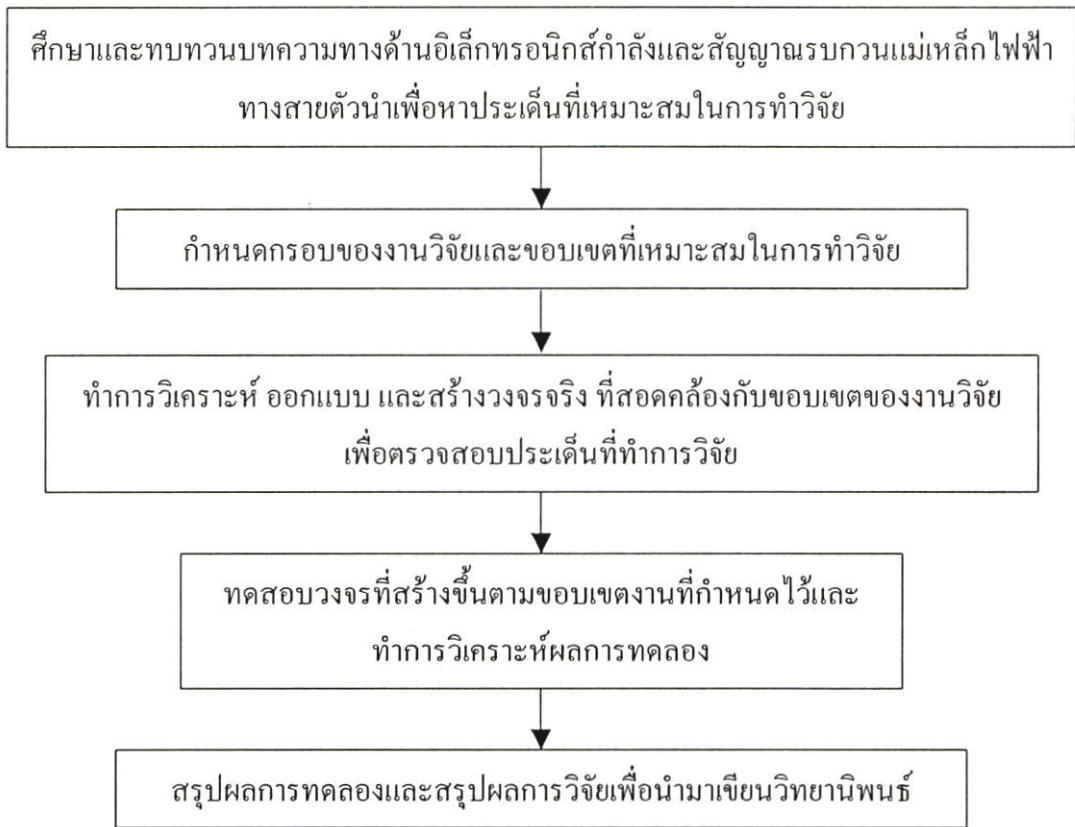 ศึกษาและทบทวนบทความทางด้านอิเล็กทรอนิกส์กำลังและสัญญาณรบกวนแม่เหล็กไฟฟ้า
ทางสายตัวนำเพื่อหาประเด็นที่เหมาะสมในการทำวิจัย
กำหนดกรอบของงานวิจัยและขอบเขตที่เหมาะสมในการทำวิจัย
ทำการวิเคราะห์ ออกแบบ และสร้างวงจรจริง ที่สอดคล้องกับขอบเขตของงานวิจัย
เพื่อตรวจสอบประเด็นที่ทำการวิจัย
ทดสอบวงจรที่สร้างขึ้นตามขอบเขตงานที่กำหนดไว้และ
ทำการวิเคราะห์ผลการทดลอง
สรุปผลการทดลองและสรุปผลการวิจัยเพื่อนำมาเขียนวิทยานิพนธ์